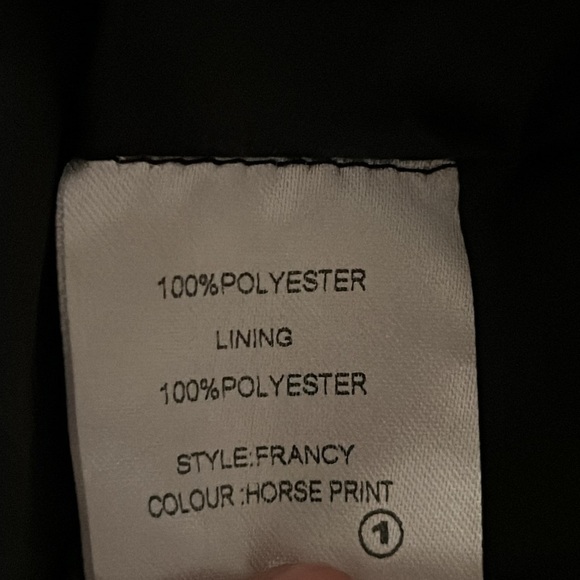 100%POLYESTER
LINING
100%POLYESTER
STYLE:FRANCY
COLOUR:HORSE PRINT
1